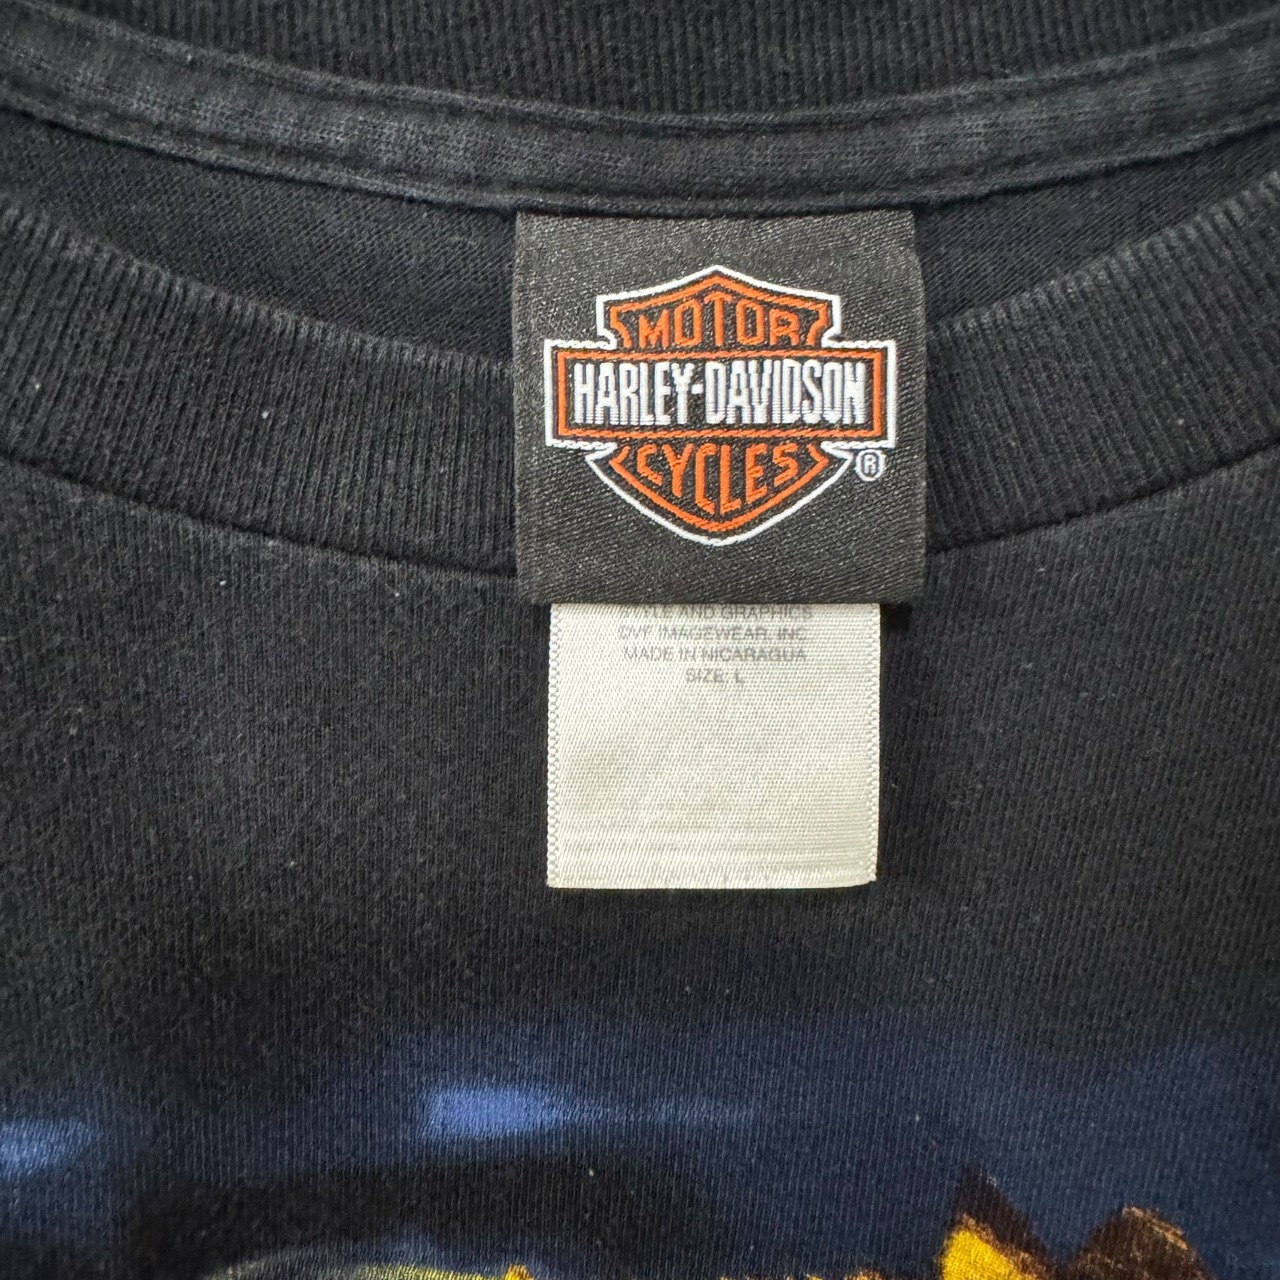 MOTOR
HARLEY-DAVIDSON
CYCLES
®
STYLE AND GRAPHICS
©VF IMAGEWEAR, INC
MADE IN NICARAGUA
SIZE: L